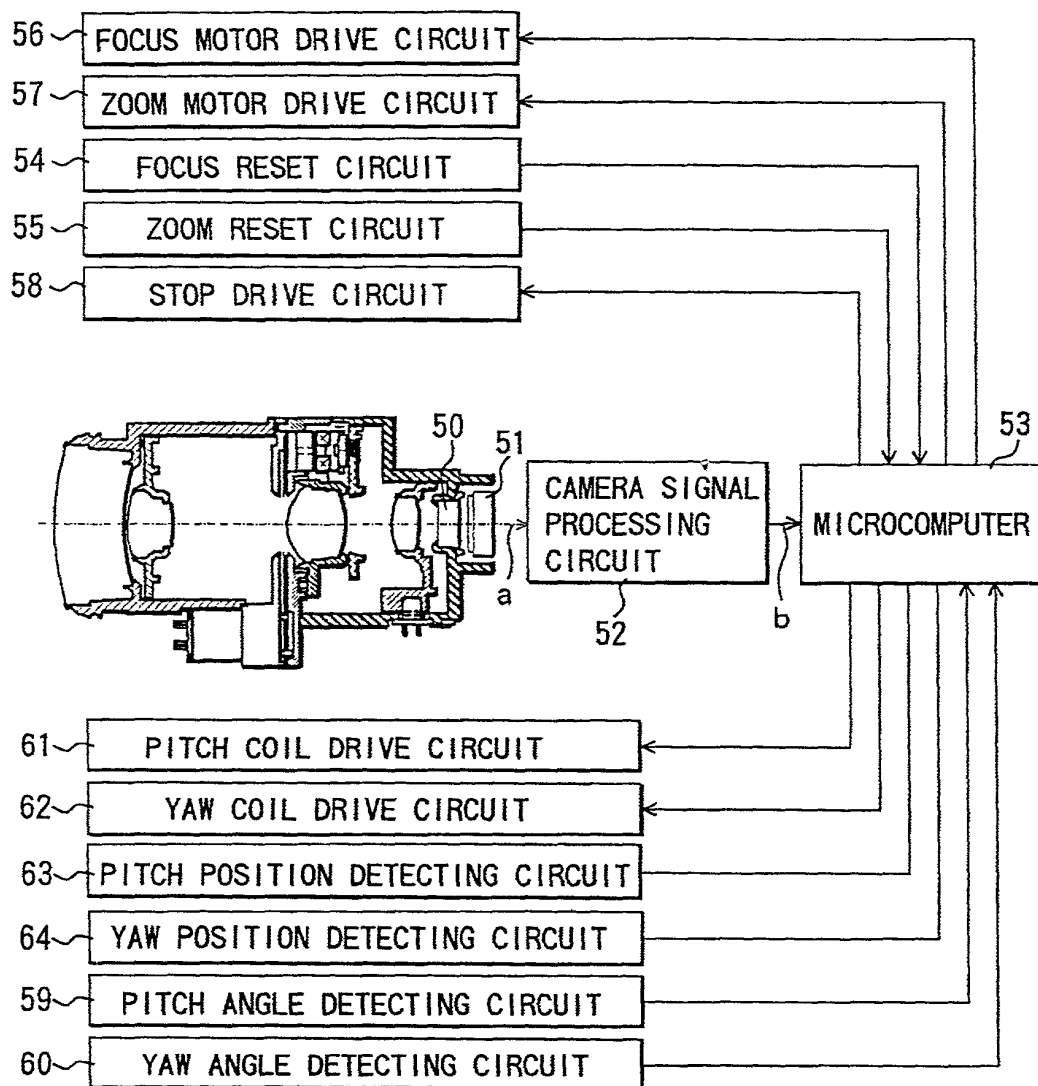 56 FOCUS MOTOR DRIVE CIRCUIT
57 ZOOM MOTOR DRIVE CIRCUIT
54 FOCUS RESET CIRCUIT
55 ZOOM RESET CIRCUIT
58 STOP DRIVE CIRCUIT
50 51 53
CAMERA SIGNAL
PROCESSING
CIRCUIT
MICROCOMPUTER
a b
52
61 PITCH COIL DRIVE CIRCUIT
62 YAW COIL DRIVE CIRCUIT
63 PITCH POSITION DETECTING CIRCUIT
64 YAW POSITION DETECTING CIRCUIT
59 PITCH ANGLE DETECTING CIRCUIT
60 YAW ANGLE DETECTING CIRCUIT